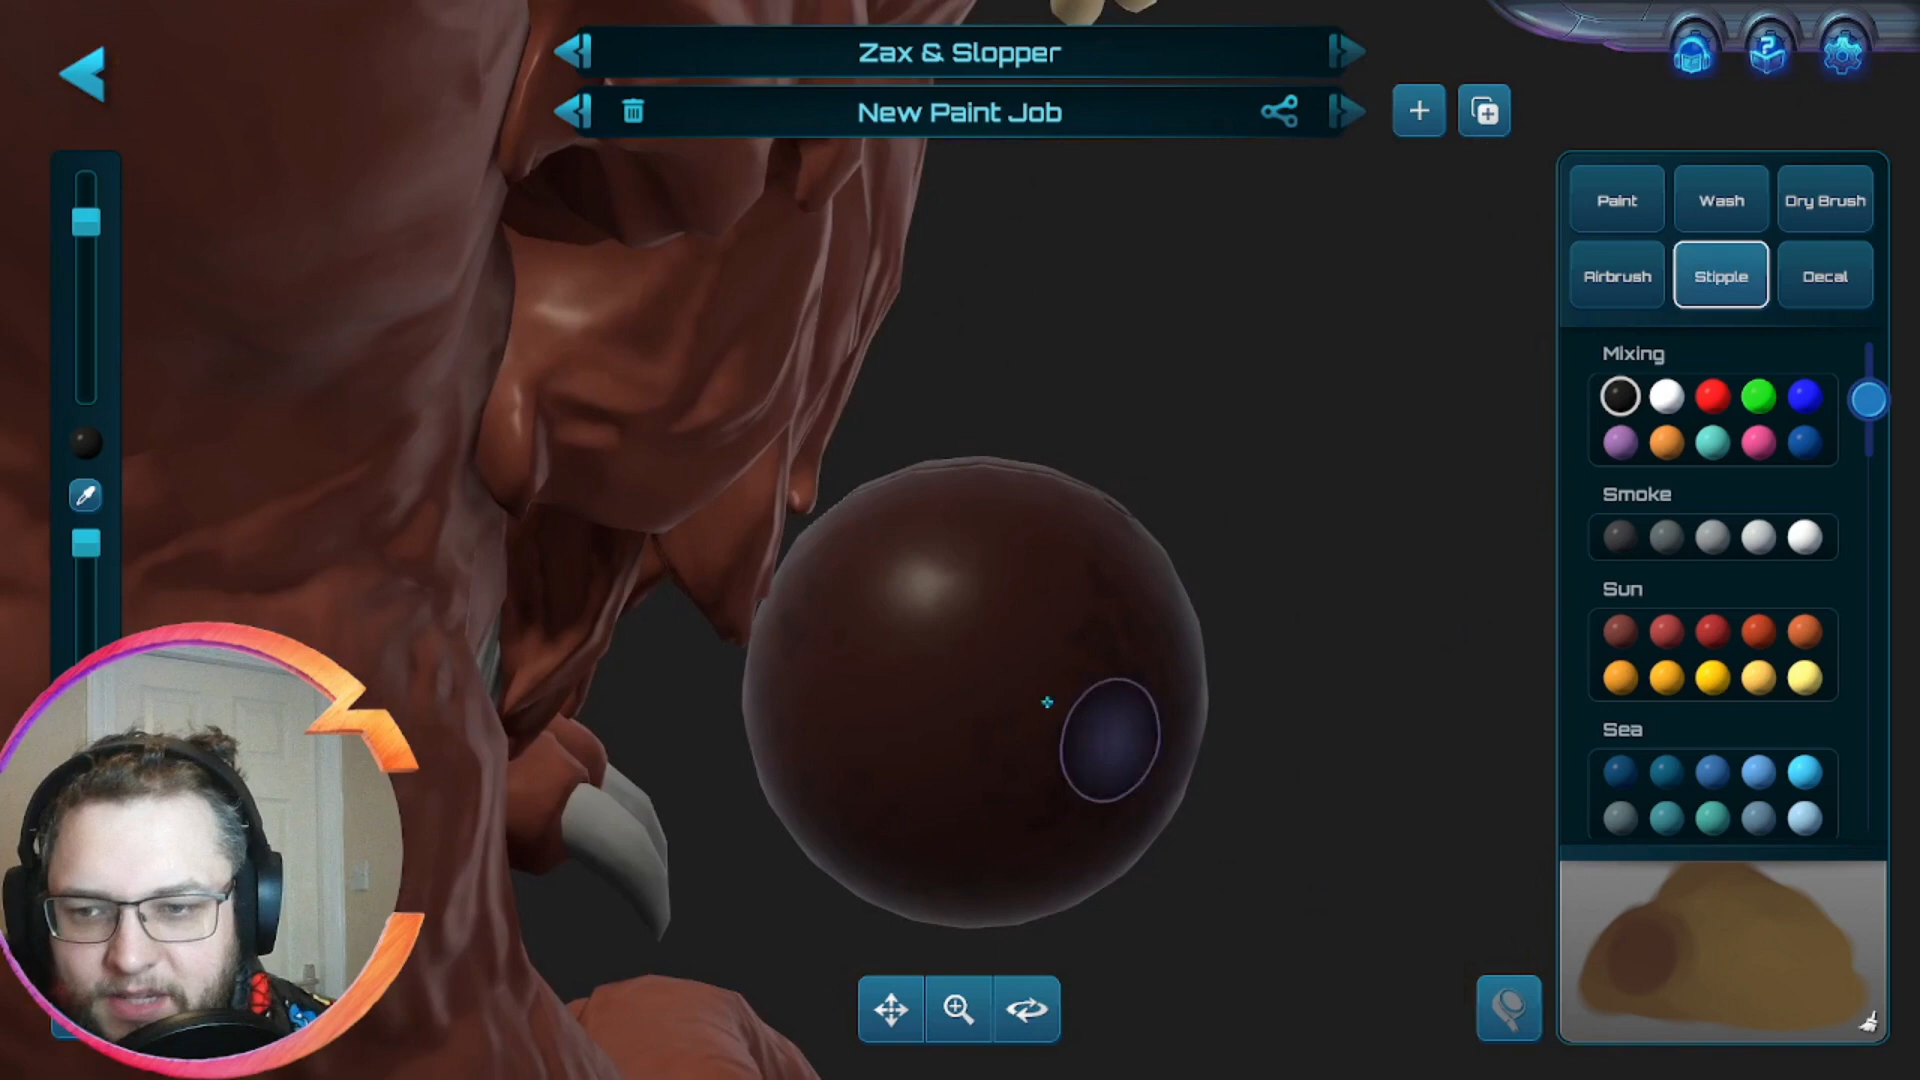 Zax & Slopper
New Paint Job
Paint
Wash
Dry Brush
Airbrush
Stipple
Decal
Mixing
Smoke
Sun
Sea